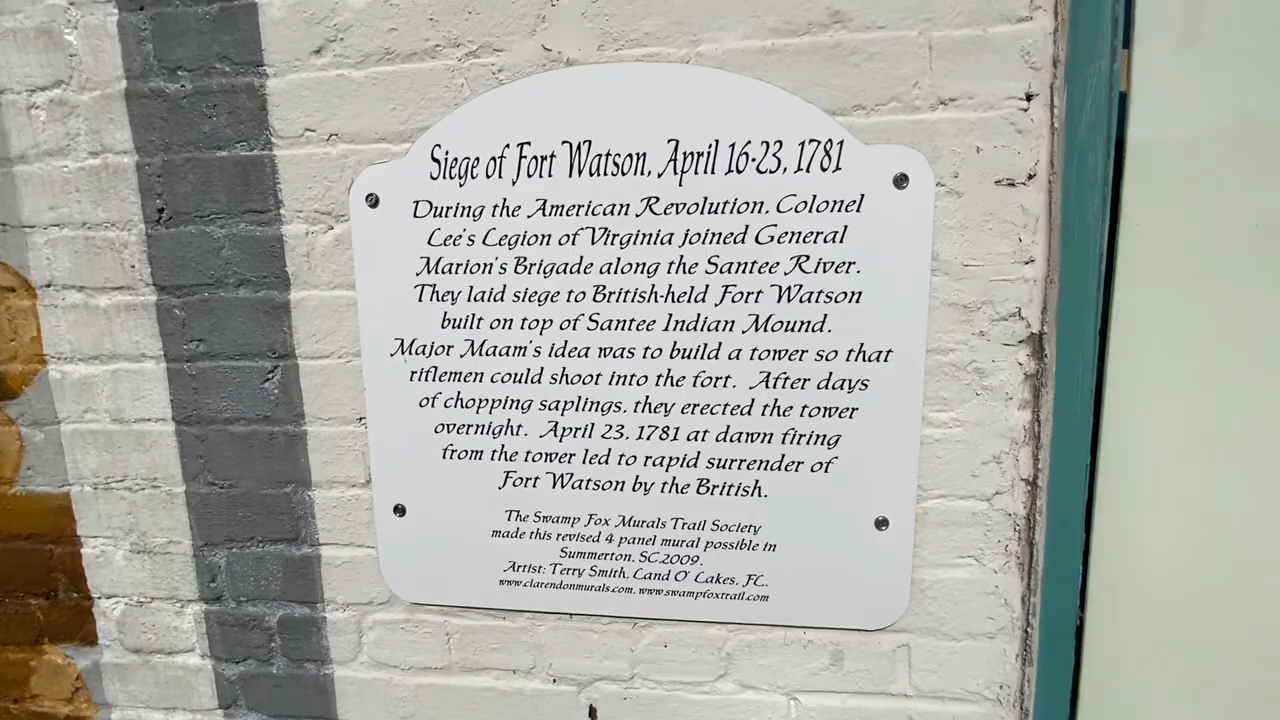 Siege of Fort Watson, April 16-23, 1781
During the American Revolution, Colonel
Lee's Legion of Virginia joined General
Marion's Brigade along the Santee River.
They laid siege to British-held Fort Watson
built on top of Santee Indian Mound.
Major Maam's idea was to build a tower so that
riflemen could shoot into the fort. After days
of chopping saplings, they erected the tower
overnight. April 23, 1781 at dawn firing
from the tower led to rapid surrender of
Fort Watson by the British.
The Swamp Fox Murals Trail Society
made this revised 4 panel mural possible in
Summerton, SC,2009.
Artist: Terry Smith, Land O' Lakes, FL.
www.clarendonmurals.com, www.swampfoxtrail.com